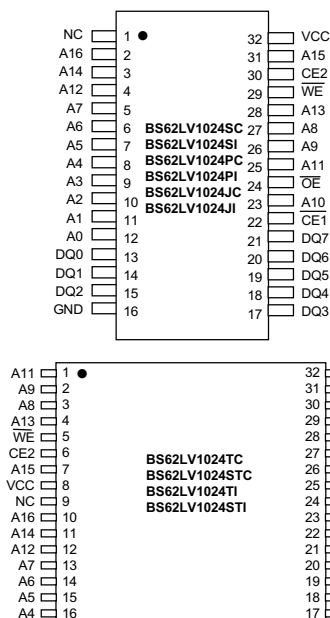 NC 1 32 VCC
A16 2 31 A15
A14 3 30 CE2
A12 4 29 WE
A7 5 28 A13
A6 6 BS62LV1024SC 27 A8
A5 7 BS62LV1024SI 26 A9
A4 8 BS62LV1024PC 25 A11
A3 9 BS62LV1024PI 24 OE
A2 10 BS62LV1024JC 23 A10
A1 11 BS62LV1024JI 22 CE1
A0 12 21 DQ7
DQ0 13 20 DQ6
DQ1 14 19 DQ5
DQ2 15 18 DQ4
GND 16 17 DQ3
A11 1 32
A9 2 31
A8 3 30
A13 4 29
WE 5 28
CE2 6 27
A15 7 BS62LV1024TC 26
VCC 8 BS62LV1024STC 25
NC 9 BS62LV1024TI 24
A16 10 BS62LV1024STI 23
A14 11 22
A12 12 21
A7 13 20
A6 14 19
A5 15 18
A4 16 17